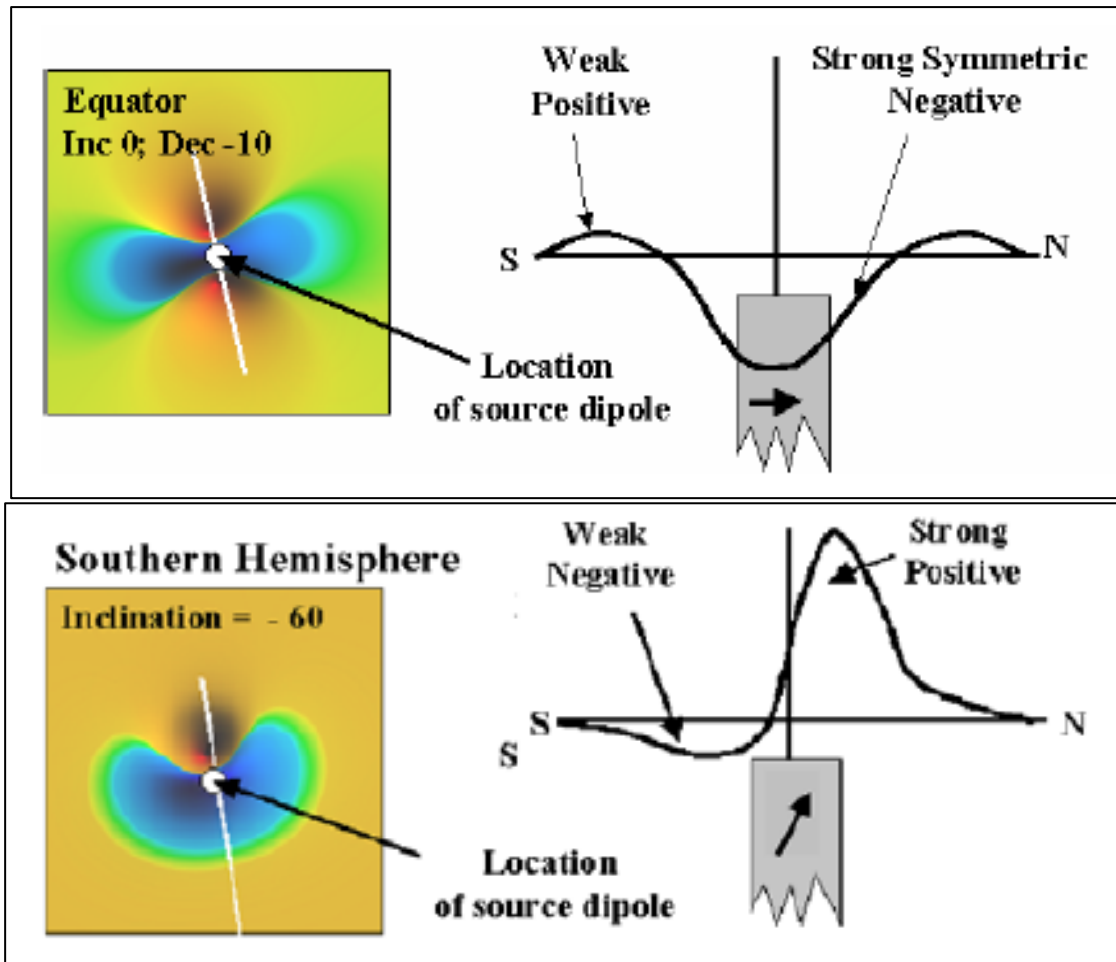 Equator
Inc 0; Dec -10
Weak
Positive
Strong Symmetric
Negative
S
N
Location
of source dipole
Southern Hemisphere
Inclination = - 60
Weak
Negative
Strong
Positive
S
N
S
Location
of source dipole